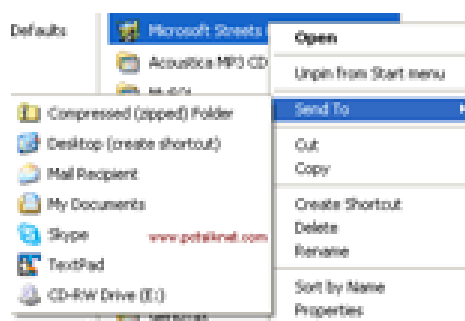 Defaults
Microsoft Streets
Acoustica MP3 CD
MySQL
Open
Unpin from Start menu
Send To
Cut
Copy
Create Shortcut
Delete
Rename
Sort by Name
Properties
Compressed (zipped) Folder
Desktop (create shortcut)
Mail Recipient
My Documents
Skype
www.pctalknet.com
TextPad
CD-RW Drive (E:)